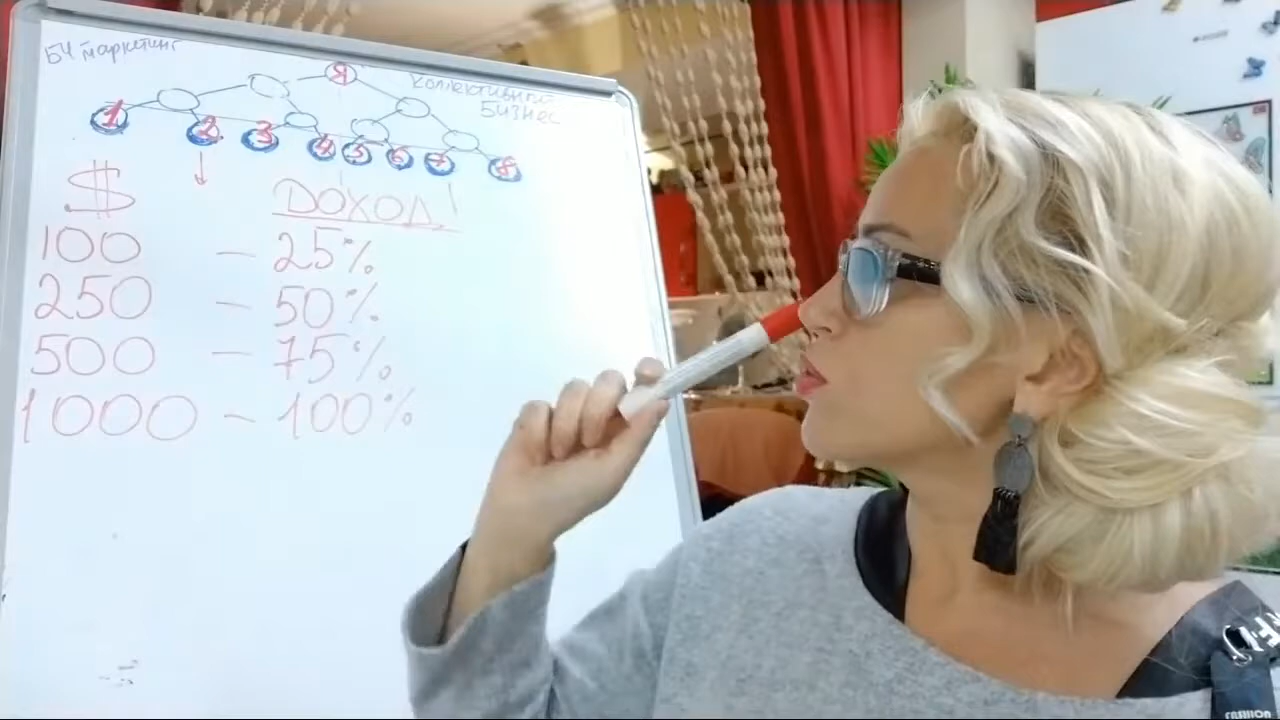 БЧ маркетинг
Я
Коллективный
Бизнес
1 2 3 4 5 6 7 8
$ ДОХОД!
100 – 25%
250 – 50%
500 – 75%
1000 – 100%
FASHION